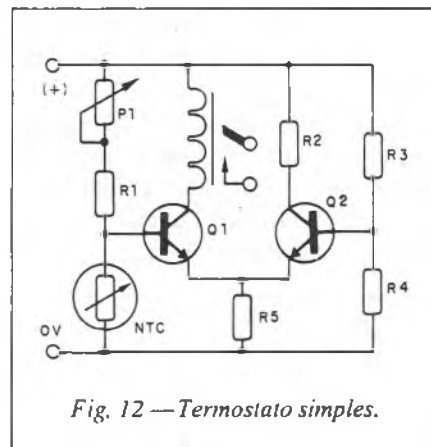 (+)
P1
R1
R2
R3
Q1
Q2
R4
R5
0V
NTC
Fig. 12 — Termostato simples.